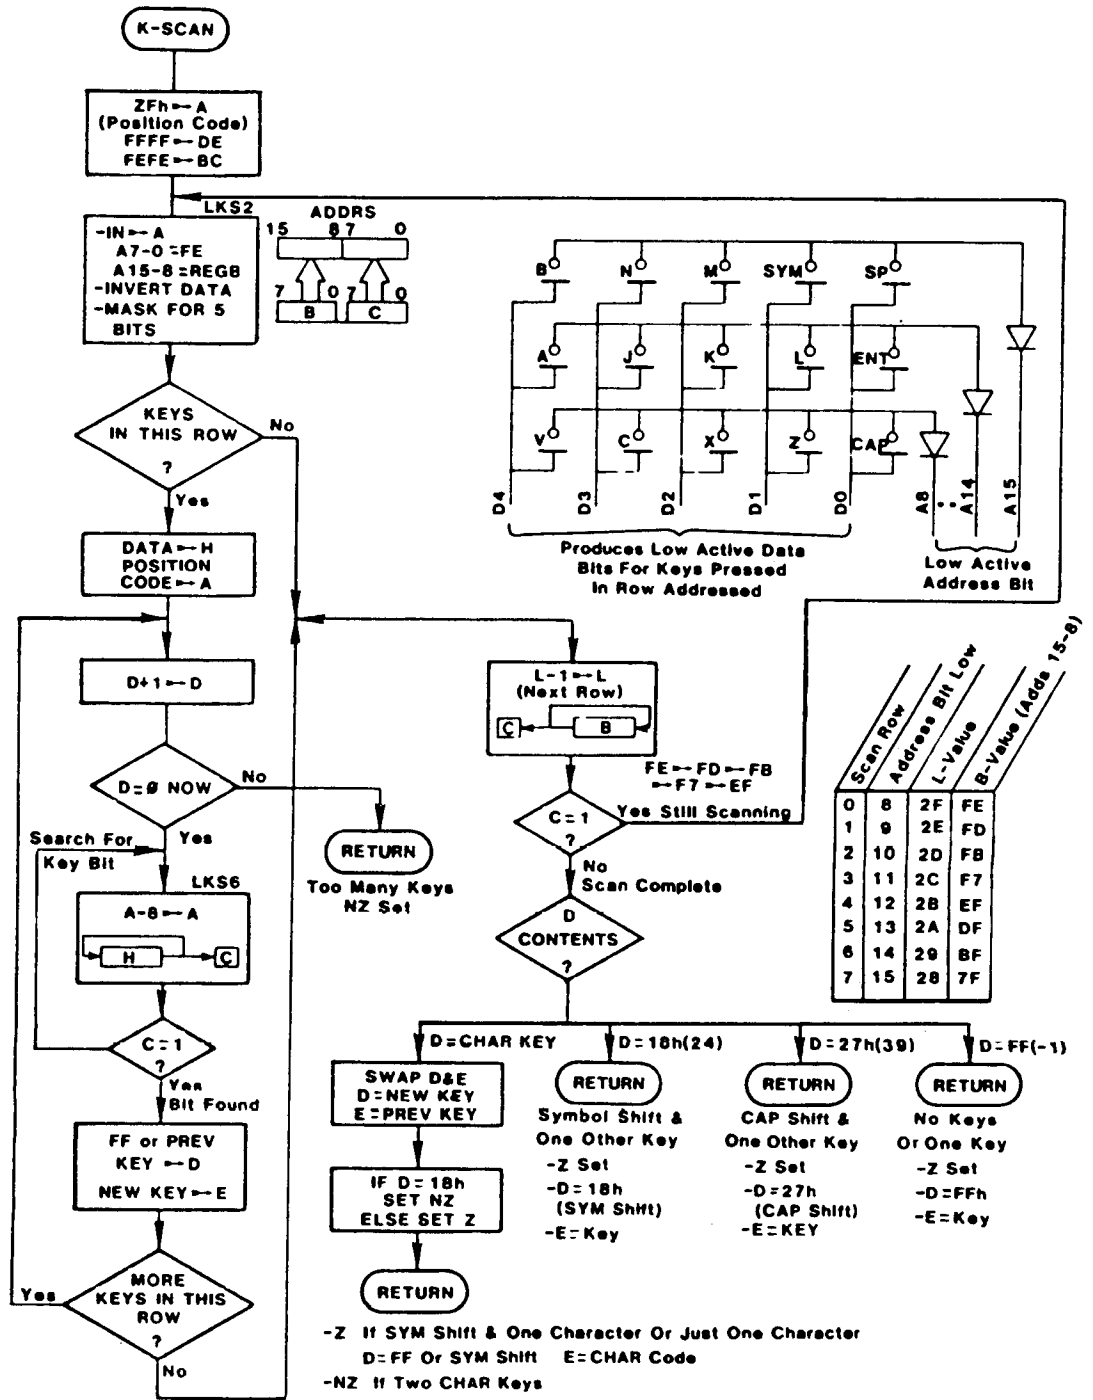 K-SCAN
ZFh→A
(Position Code)
FFFF→DE
FEFE→BC
LKS2
-IN→A
A7-0=FE
A15-8=REGB
-INVERT DATA
-MASK FOR 5
BITS
ADDRS
15 8 7 0
7 0 7 0
B C
KEYS
IN THIS ROW
?
No
Yes
DATA→H
POSITION
CODE→A
D+1→D
D=0 NOW
?
No
Yes
RETURN
Too Many Keys
NZ Set
Search For
Key Bit
LKS6
A-8→A
H C
C=1
?
Yes
Bit Found
FF or PREV
KEY→D
NEW KEY→E
MORE
KEYS IN THIS
ROW
?
Yes
No
B N M SYM SP
A J K L ENT
V C X Z CAP
D4 D3 D2 D1 D0
A8 A14 A15
Produces Low Active Data
Bits For Keys Pressed
In Row Addressed
Low Active
Address Bit
L-1→L
(Next Row)
C B
FE→FD→FB
→F7→EF
C=1
?
Yes Still Scanning
No
Scan Complete
D
CONTENTS
?
Scan Row
Address Bit Low
L-Value
B-Value (Adds 15-8)
0 8 2F FE
1 9 2E FD
2 10 2D FB
3 11 2C F7
4 12 2B EF
5 13 2A DF
6 14 29 BF
7 15 28 7F
D=CHAR KEY
SWAP D&E
D=NEW KEY
E=PREV KEY
IF D=18h
SET NZ
ELSE SET Z
RETURN
D=18h(24)
RETURN
Symbol Shift &
One Other Key
-Z Set
-D=18h
(SYM Shift)
-E=Key
D=27h(39)
RETURN
CAP Shift &
One Other Key
-Z Set
-D=27h
(CAP Shift)
-E=KEY
D=FF(-1)
RETURN
No Keys
Or One Key
-Z Set
-D=FFh
-E=Key
-Z If SYM Shift & One Character Or Just One Character
D=FF Or SYM Shift E=CHAR Code
-NZ If Two CHAR Keys